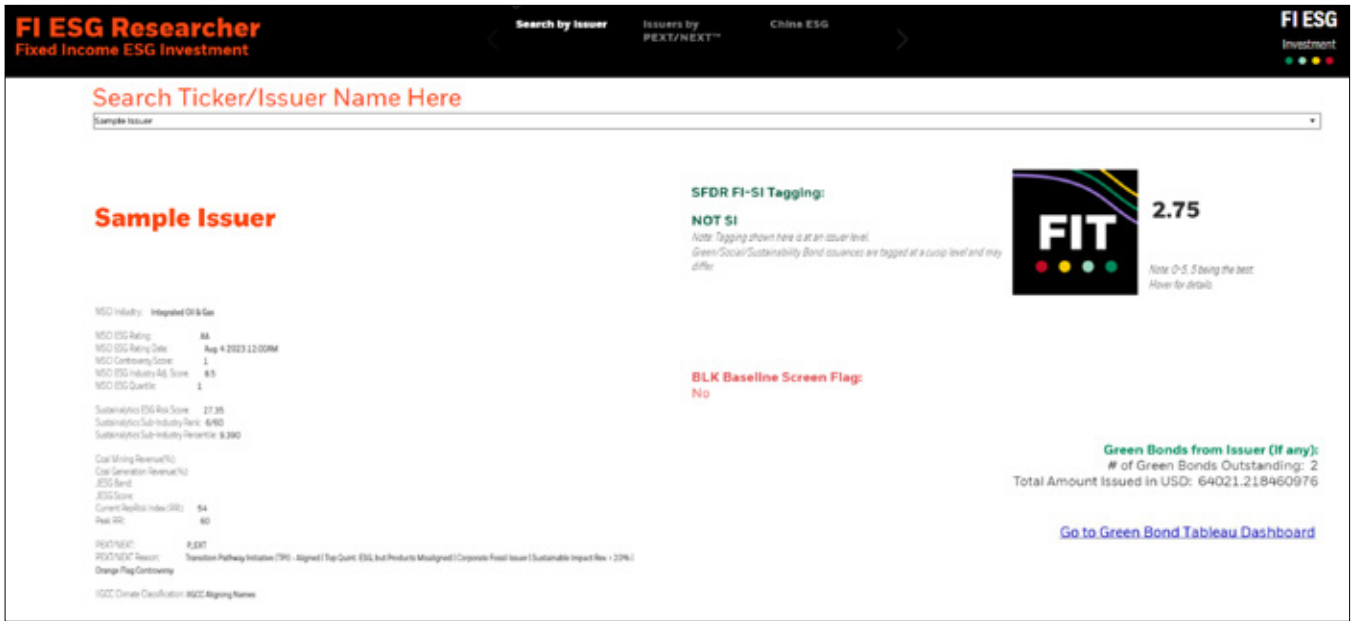 FI ESG Researcher
Fixed Income ESG Investment
Search by Issuer
Issuers by
PEXT/NEXT™
China ESG
FI ESG
Investment
Search Ticker/Issuer Name Here
Sample Issuer
Sample Issuer
SFDR FI-SI Tagging:
NOT SI
Note: Tagging shown here is at an issuer level.
Green/Social/Sustainability Bond issuances are tagged at a cusip level and may
differ.
FIT
2.75
Note: 0-5, 5 being the best.
Hover for details
MSCI Industry: Integrated Oil & Gas
MSCI ESG Rating: AA
MSCI ESG Rating Date: Aug 4 2023 12:00AM
MSCI Controversy Score: 1
MSCI ESG Industry Adj. Score 8.5
MSCI ESG Quartile: 1
Sustainalytics ESG Risk Score: 27.35
Sustainalytics Sub-Industry Rank: 6/60
Sustainalytics Sub-Industry Percentile: 9.390
Coal Mining Revenue(%):
Coal Generation Revenue(%):
JESG Band:
JESG Score:
Current RepRisk Index (RRI): 54
Peak RRI: 60
PEXT/NEXT:
PEXT/NEXT Reason: Transition Pathway Initiative (TPI) - Aligned | Top Quint. ESG, but Products Misaligned | Corporate Fossil Issuer | Sustainable Impact Rev > 20% |
Orange Flag Controversy
IIGCC Climate Classification: IIGCC Aligning Names
BLK Baseline Screen Flag:
No
Green Bonds from Issuer (if any):
# of Green Bonds Outstanding: 2
Total Amount Issued in USD: 64021.218460976
Go to Green Bond Tableau Dashboard